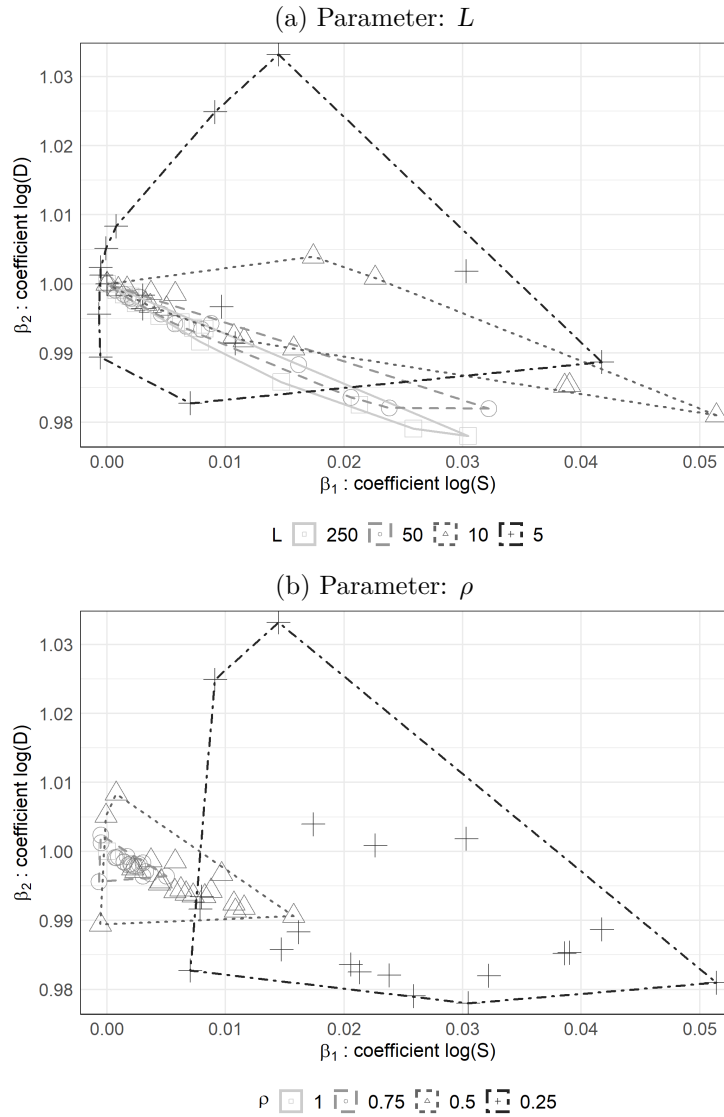 (a) Parameter: L
1.03
1.02
1.01
1.00
0.99
0.98
β₂ : coefficient log(D)
0.00 0.01 0.02 0.03 0.04 0.05
β₁ : coefficient log(S)
L 250 50 10 5
(b) Parameter: ρ
1.03
1.02
1.01
1.00
0.99
0.98
β₂ : coefficient log(D)
0.00 0.01 0.02 0.03 0.04 0.05
β₁ : coefficient log(S)
ρ 1 0.75 0.5 0.25